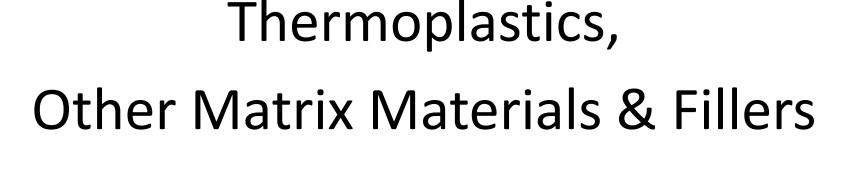 Thermoplastics,
Other Matrix Materials & Fillers